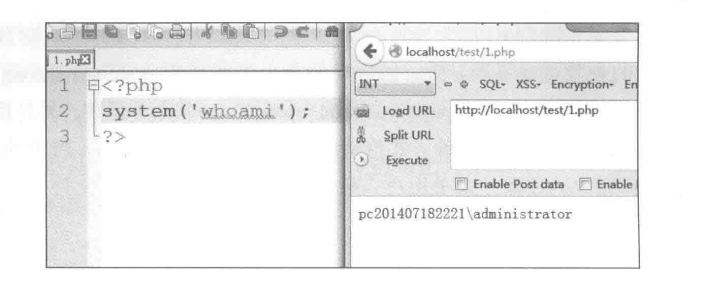 1. php
1 <?php
2 system('whoami');
3 ?>
localhost/test/1.php
INT
SQL- XSS- Encryption- En
Load URL
http://localhost/test/1.php
Split URL
Execute
Enable Post data
Enable
pc201407182221\administrator